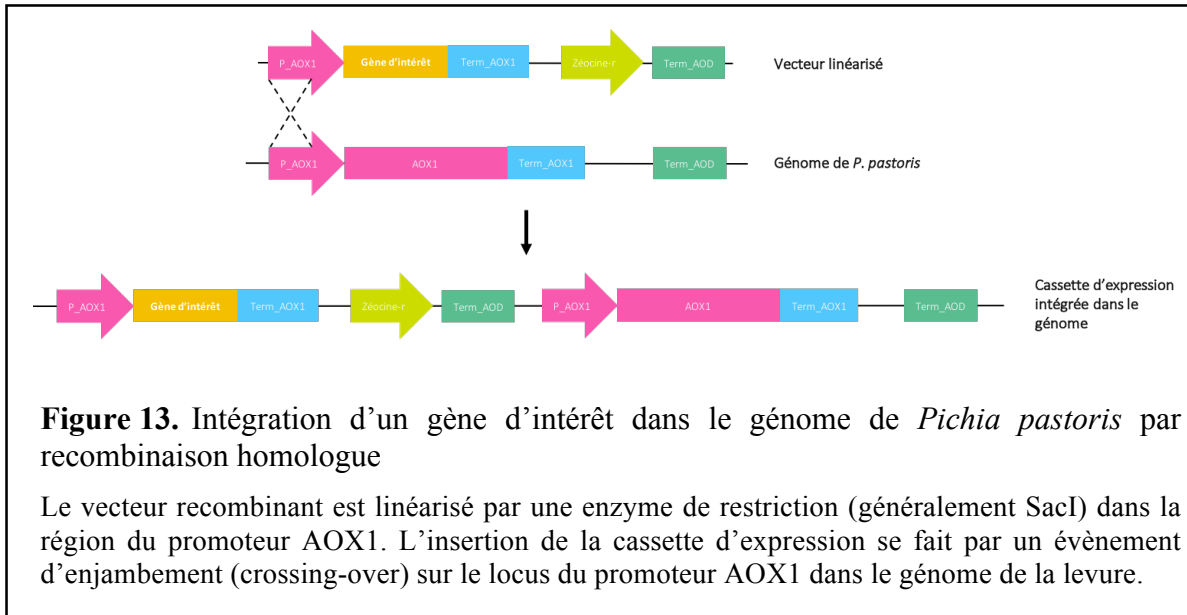 P_AOX1 Gène d'intérêt Term_AOX1 Zéocine-r Term_AOD Vecteur linéarisé
P_AOX1 AOX1 Term_AOX1 Term_AOD Génome de P. pastoris
P_AOX1 Gène d'intérêt Term_AOX1 Zéocine-r Term_AOD P_AOX1 AOX1 Term_AOX1 Term_AOD
Cassette d'expression
intégrée dans le
génome
Figure 13. Intégration d'un gène d'intérêt dans le génome de Pichia pastoris par
recombinaison homologue
Le vecteur recombinant est linéarisé par une enzyme de restriction (généralement SacI) dans la
région du promoteur AOX1. L'insertion de la cassette d'expression se fait par un évènement
d'enjambement (crossing-over) sur le locus du promoteur AOX1 dans le génome de la levure.